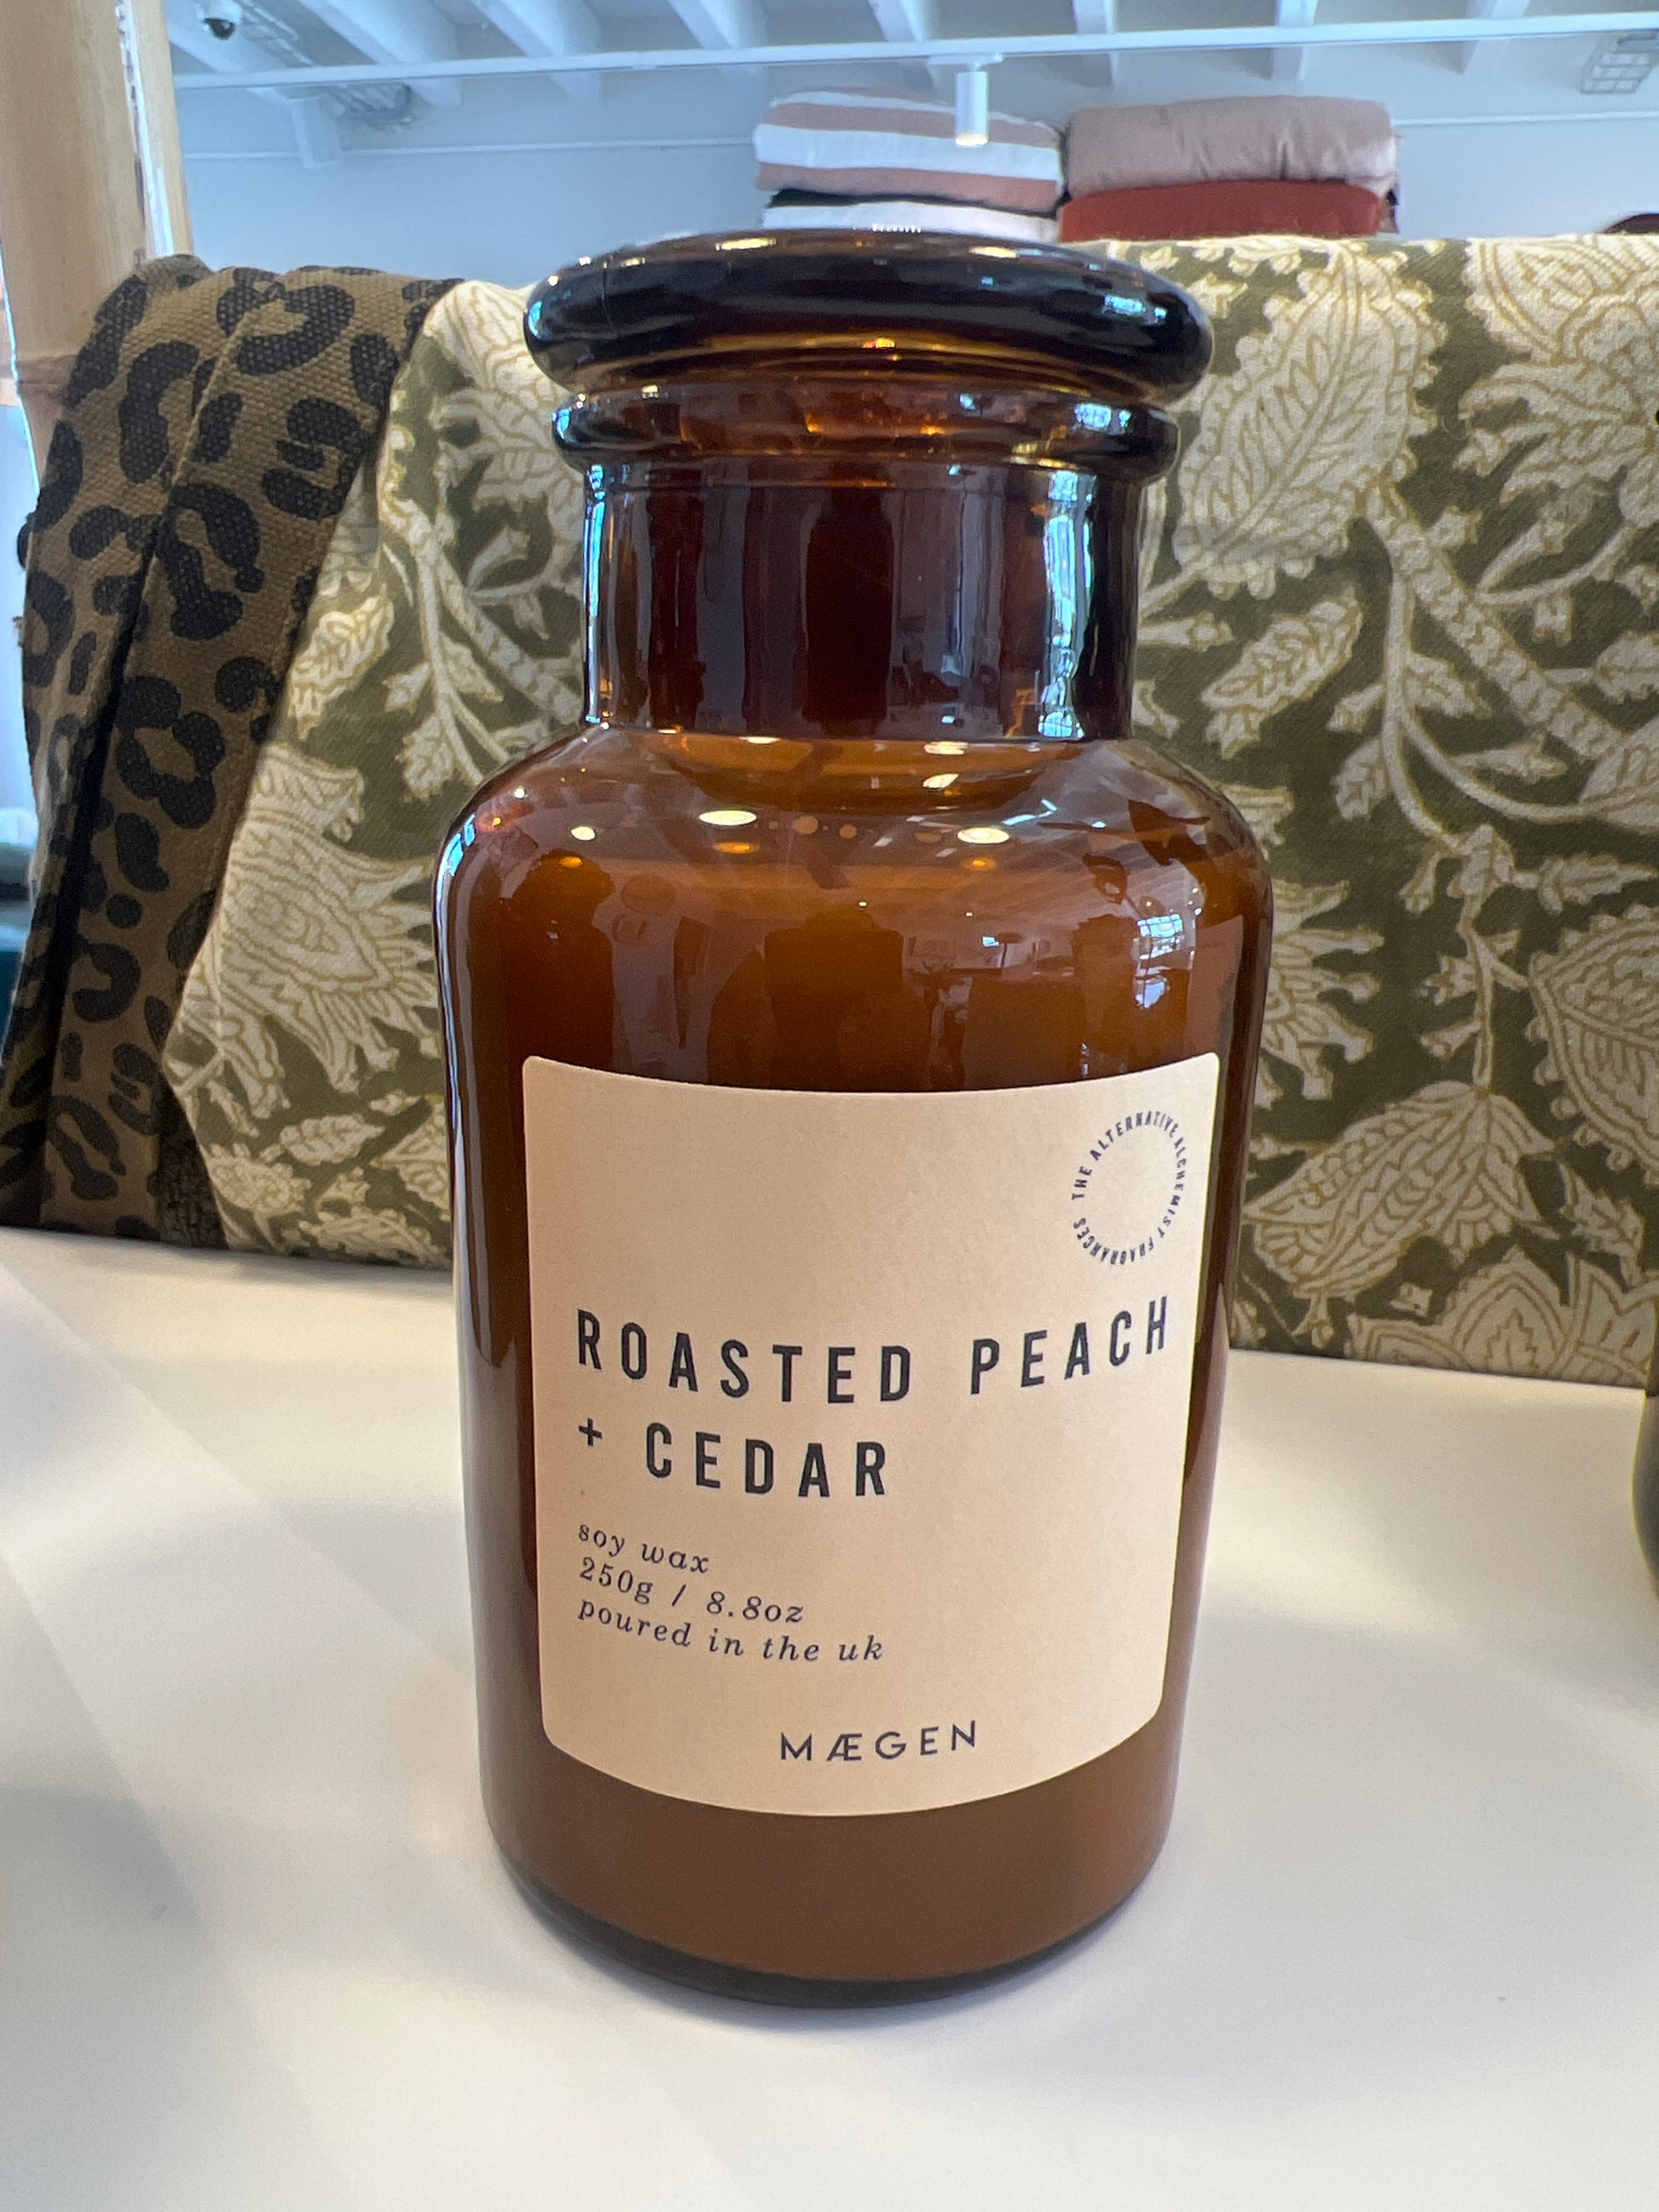 THE ALTERNATIVE ALCHEMIST FRAGRANCES
ROASTED PEACH
+ CEDAR
soy wax
250g / 8.8oz
poured in the uk
MÆGEN